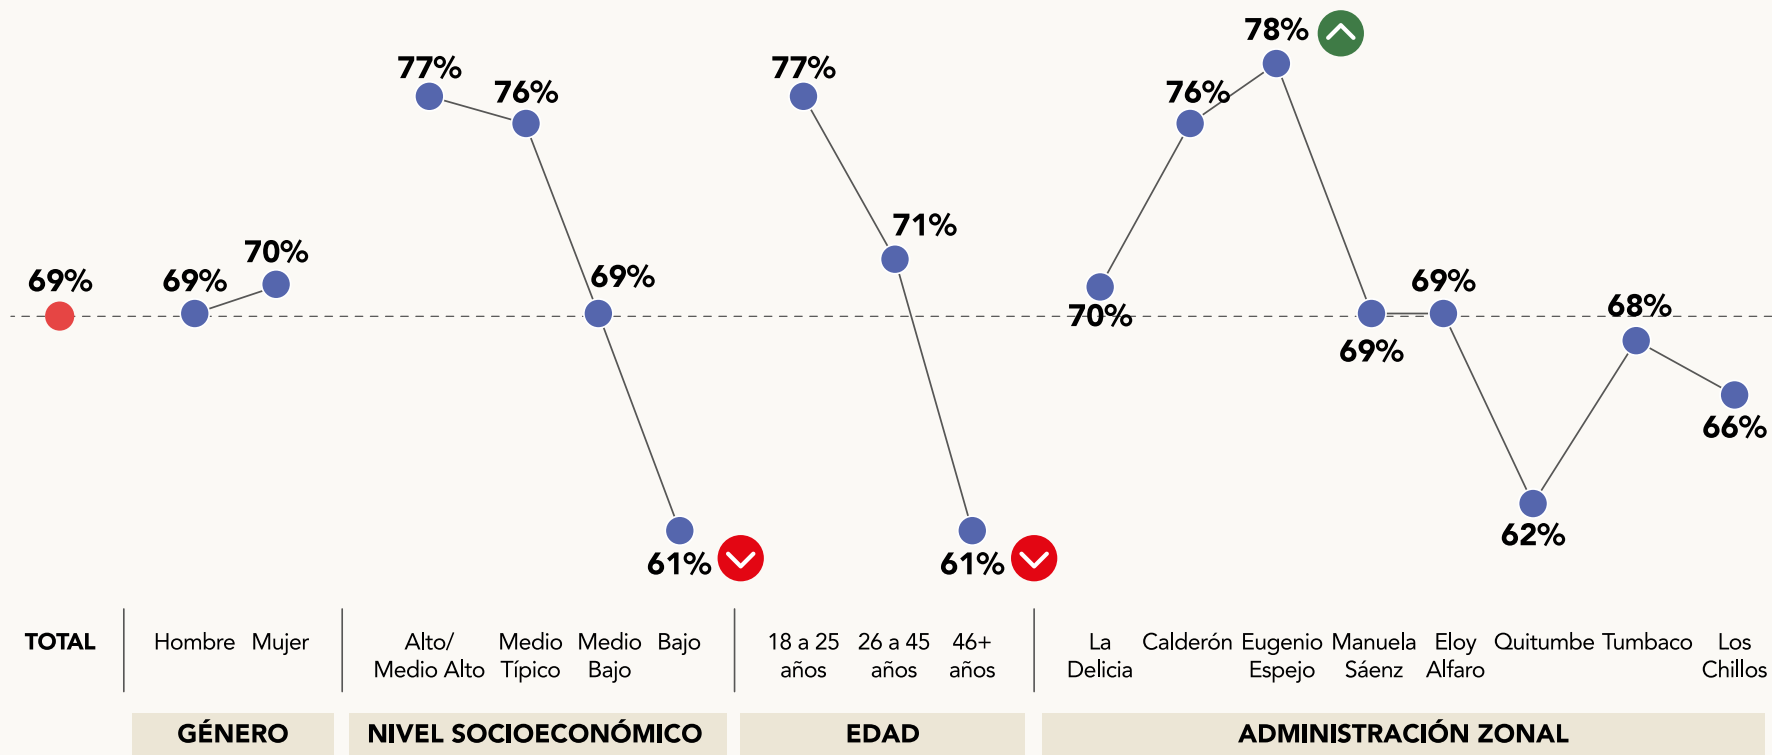 69%
69%
70%
77%
76%
69%
61%
77%
71%
61%
70%
76%
78%
69%
69%
62%
68%
66%
TOTAL
Hombre
Mujer
Alto/
Medio Alto
Medio
Típico
Medio
Bajo
Bajo
18 a 25
años
26 a 45
años
46+
años
La
Delicia
Calderón
Eugenio
Espejo
Manuela
Sáenz
Eloy
Alfaro
Quitumbe
Tumbaco
Los
Chillos
GÉNERO
NIVEL SOCIOECONÓMICO
EDAD
ADMINISTRACIÓN ZONAL